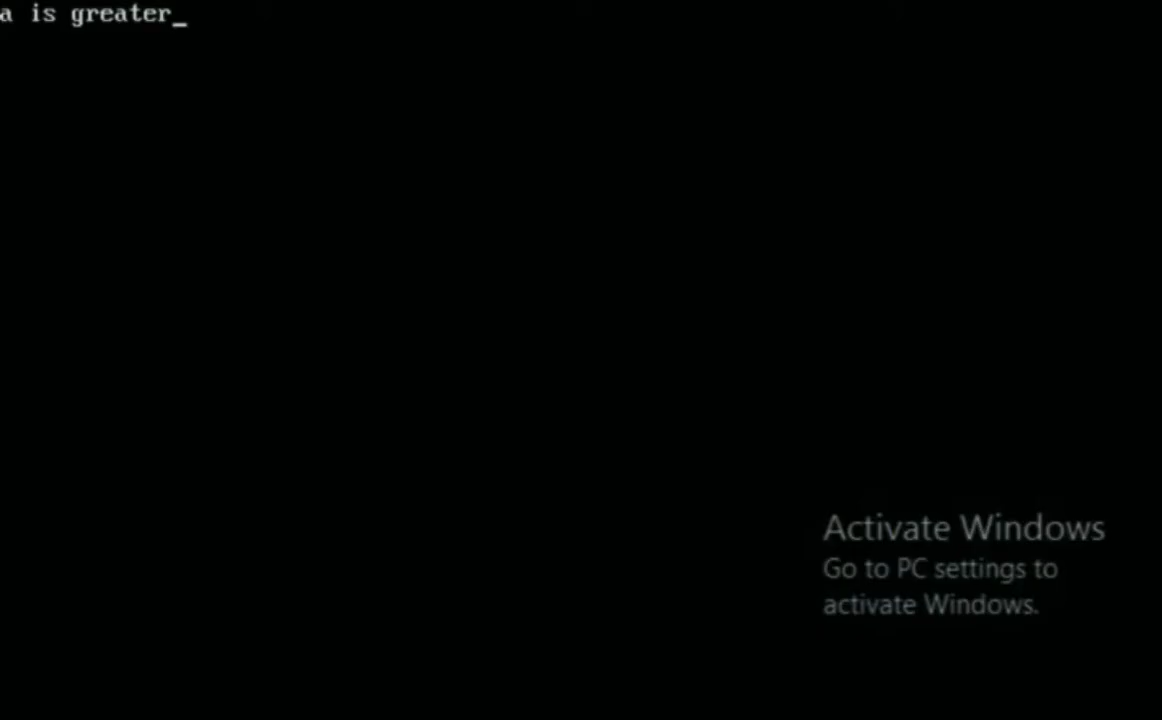 a is greater_
Activate Windows
Go to PC settings to
activate Windows.